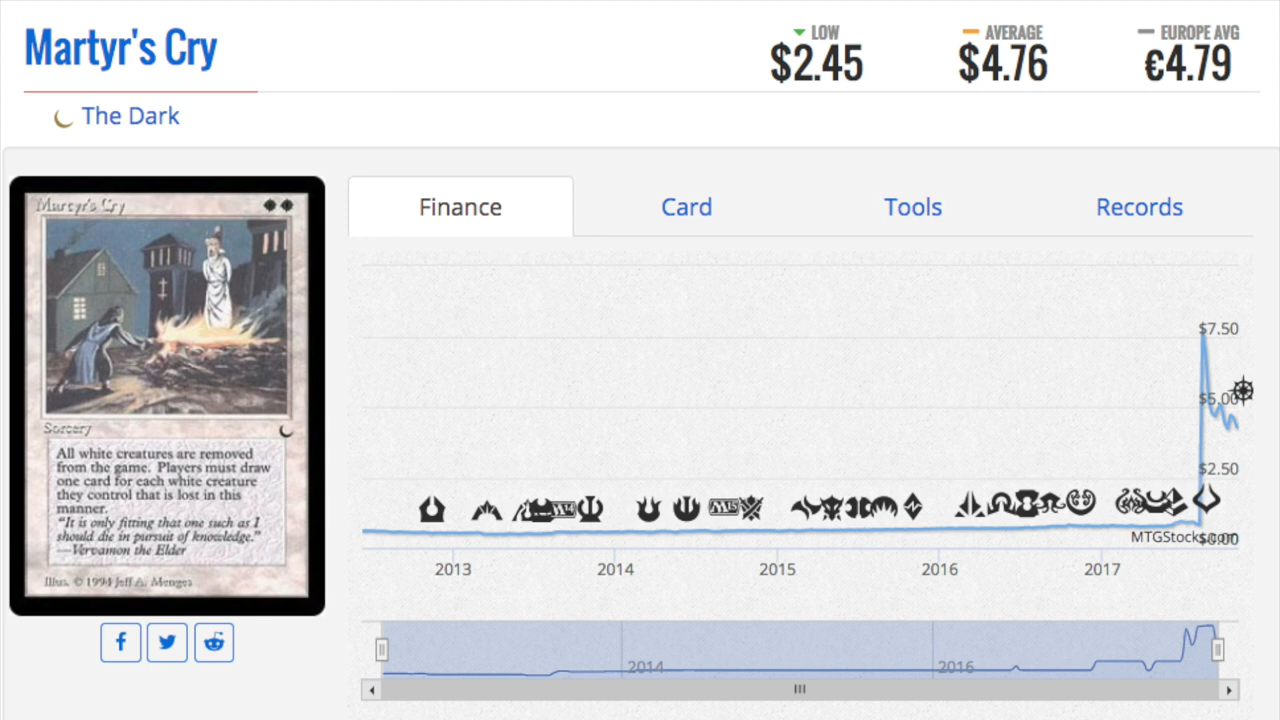 Martyr's Cry
LOW
$2.45
AVERAGE
$4.76
EUROPE AVG
€4.79
The Dark
Martyr's Cry
Sorcery
All white creatures are removed
from the game. Players must draw
one card for each white creature
they control that is lost in this
manner.
"It is only fitting that one such as I
should die in pursuit of knowledge."
—Vervamon the Elder
Illus. © 1994 Jeff A. Menges
Finance
Card
Tools
Records
$7.50
$5.00
$2.50
$0.00
MTGStocks.com
M14
M15
2013
2014
2015
2016
2017
2014
2016